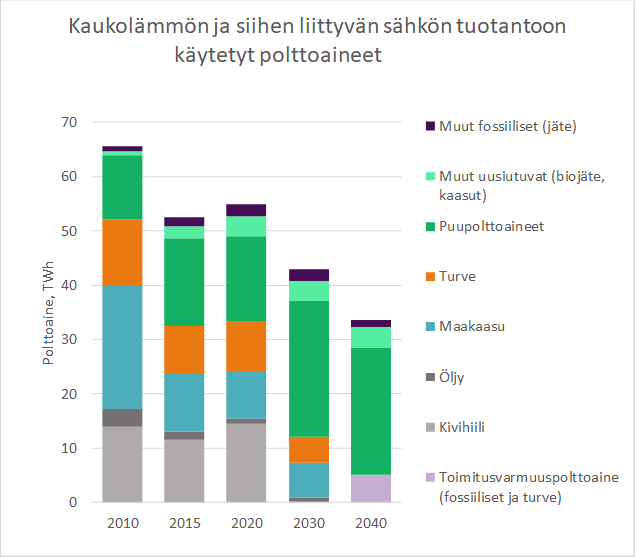 Kaukolämmön ja siihen liittyvän sähkön tuotantoon
käytetyt polttoaineet
Polttoaine, TWh
70
60
50
40
30
20
10
0
2010
2015
2020
2030
2040
Muut fossiiliset (jäte)
Muut uusiutuvat (biojäte,
kaasut)
Puupolttoaineet
Turve
Maakaasu
Öljy
Kivihiili
Toimitusvarmuuspolttoaine
(fossiiliset ja turve)